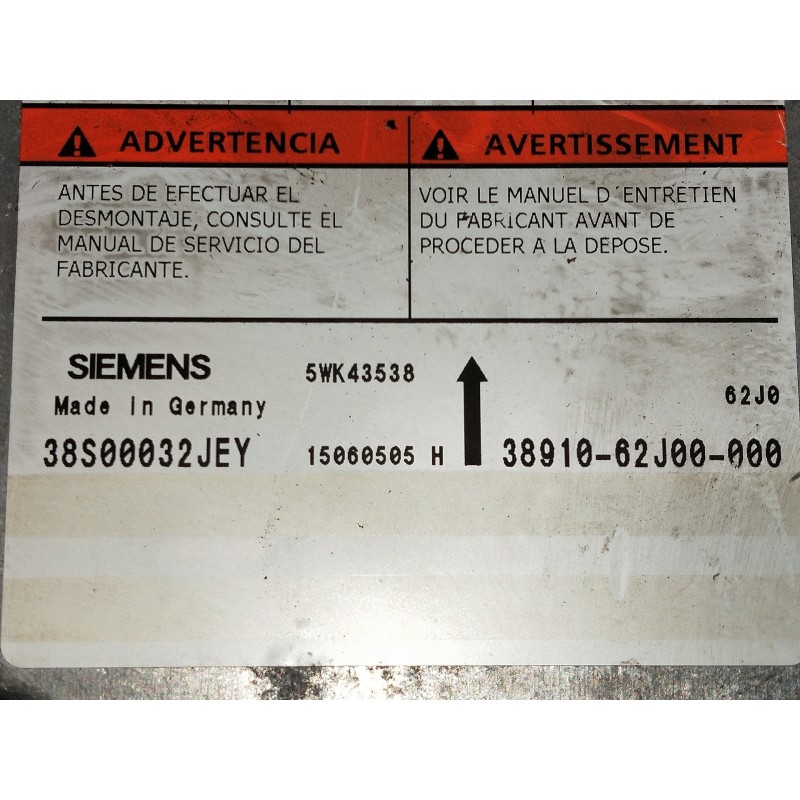 ADVERTENCIA
ANTES DE EFECTUAR EL
DESMONTAJE, CONSULTE EL
MANUAL DE SERVICIO DEL
FABRICANTE.
AVERTISSEMENT
VOIR LE MANUEL D´ENTRETIEN
DU FABRICANT AVANT DE
PROCEDER A LA DEPOSE.
SIEMENS 5WK43538
62J0
Made in Germany
38S00032JEY 15060505 H 38910-62J00-000